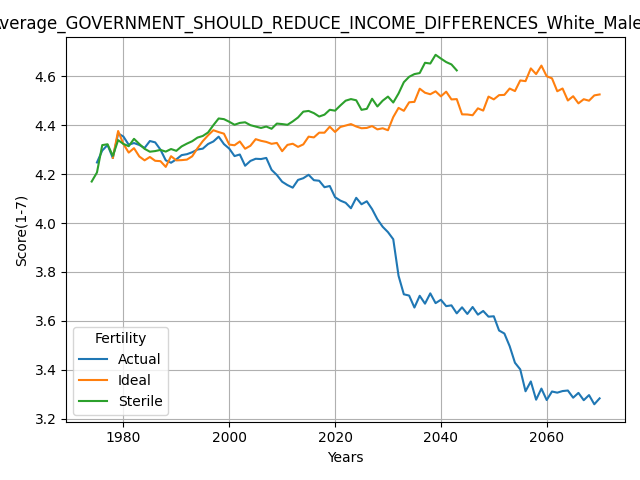 Average_GOVERNMENT_SHOULD_REDUCE_INCOME_DIFFERENCES_White_Male
Score(1-7)
4.6
4.4
4.2
4.0
3.8
3.6
3.4
3.2
Fertility
Actual
Ideal
Sterile
1980
2000
2020
2040
2060
Years